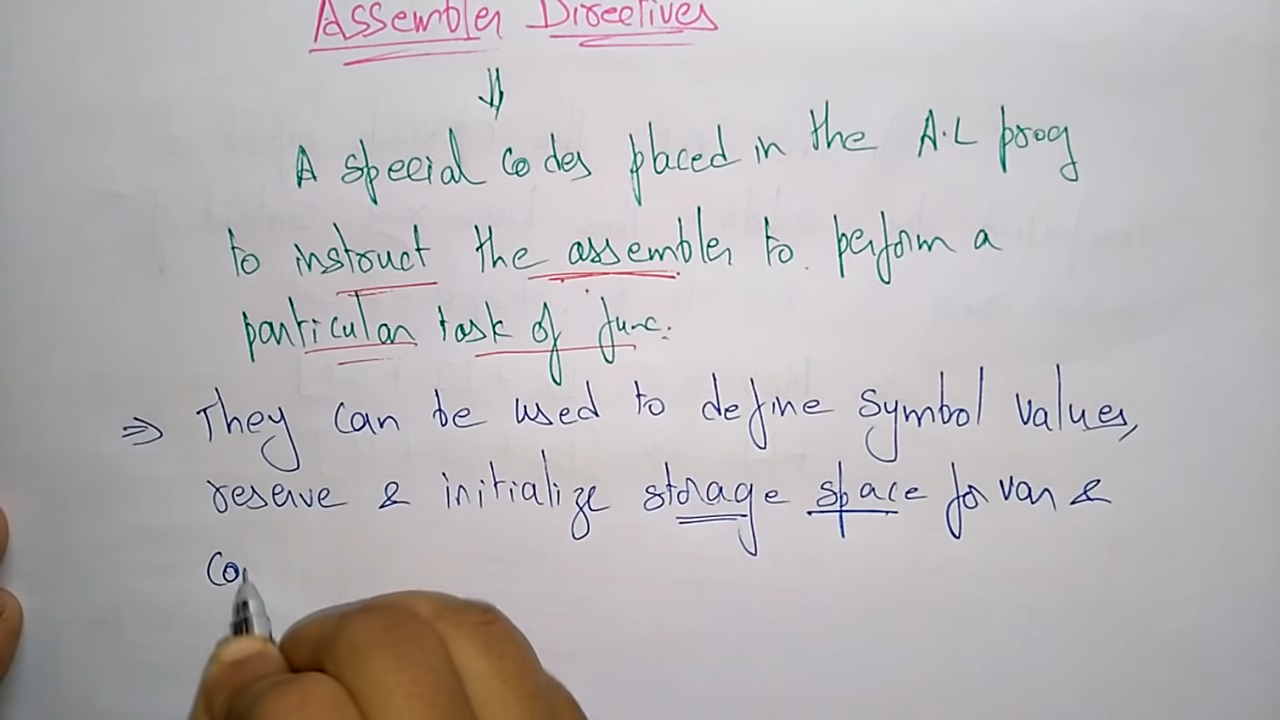 Assembler Directives
A special codes placed in the A.L prog
to instruct the assembler to perform a
particular task of func.
⇒ They can be used to define symbol values,
reserve & initialize storage space for var &
co